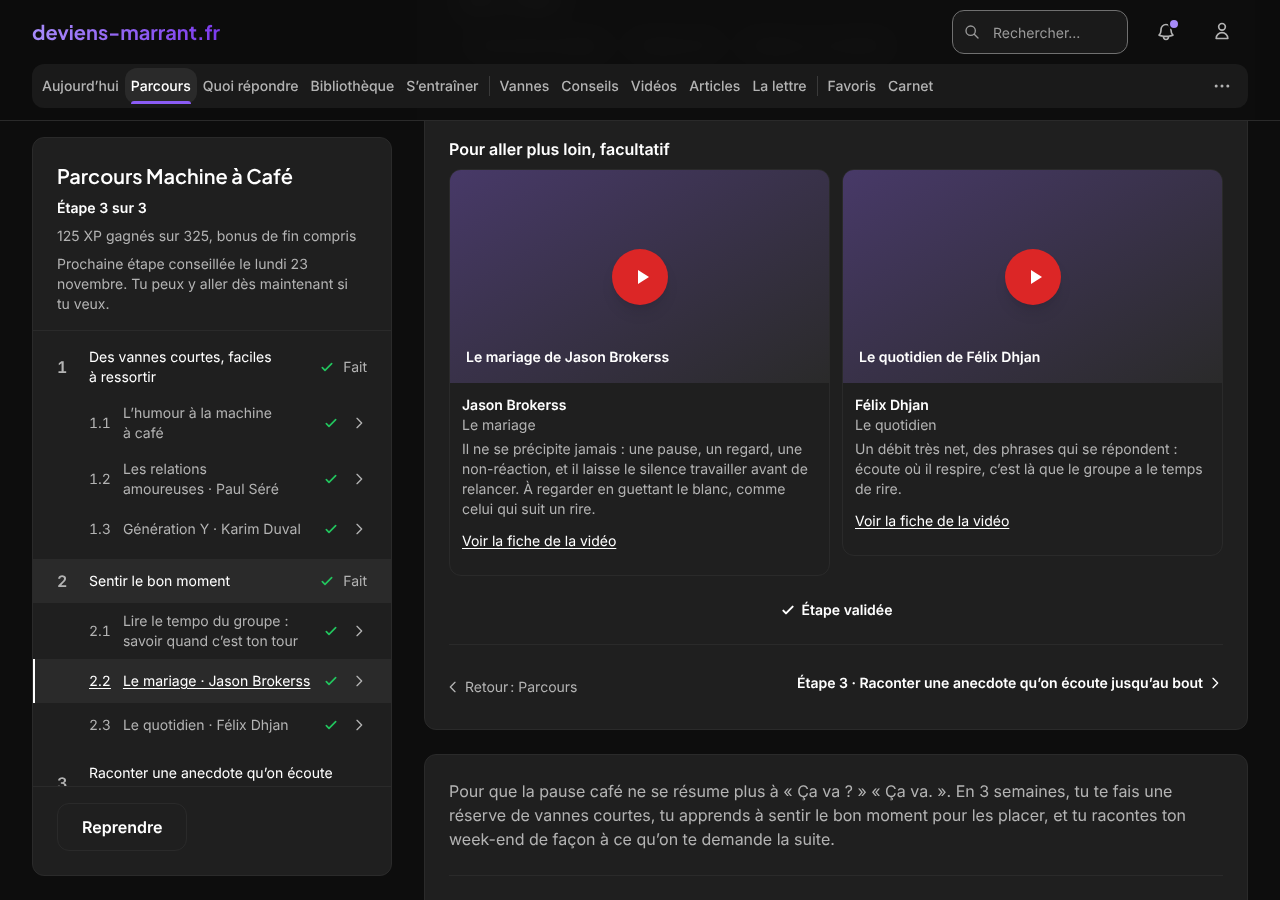 deviens-marrant.fr
Rechercher...
Aujourd’hui Parcours Quoi répondre Bibliothèque S’entraîner Vannes Conseils Vidéos Articles La lettre Favoris Carnet
Parcours Machine à Café
Étape 3 sur 3
125 XP gagnés sur 325, bonus de fin compris
Prochaine étape conseillée le lundi 23
novembre. Tu peux y aller dès maintenant si
tu veux.
1 Des vannes courtes, faciles
à ressortir
Fait
1.1 L’humour à la machine
à café
1.2 Les relations
amoureuses · Paul Séré
1.3 Génération Y · Karim Duval
2 Sentir le bon moment Fait
2.1 Lire le tempo du groupe :
savoir quand c’est ton tour
2.2 Le mariage · Jason Brokerss
2.3 Le quotidien · Félix Dhjan
3 Raconter une anecdote qu’on écoute
Reprendre
Pour aller plus loin, facultatif
Le mariage de Jason Brokerss
Jason Brokerss
Le mariage
Il ne se précipite jamais : une pause, un regard, une
non-réaction, et il laisse le silence travailler avant de
relancer. À regarder en guettant le blanc, comme
celui qui suit un rire.
Voir la fiche de la vidéo
Le quotidien de Félix Dhjan
Félix Dhjan
Le quotidien
Un débit très net, des phrases qui se répondent :
écoute où il respire, c’est là que le groupe a le temps
de rire.
Voir la fiche de la vidéo
Étape validée
Retour : Parcours
Étape 3 · Raconter une anecdote qu’on écoute jusqu’au bout
Pour que la pause café ne se résume plus à « Ça va ? » « Ça va. ». En 3 semaines, tu te fais une
réserve de vannes courtes, tu apprends à sentir le bon moment pour les placer, et tu racontes ton
week-end de façon à ce qu’on te demande la suite.